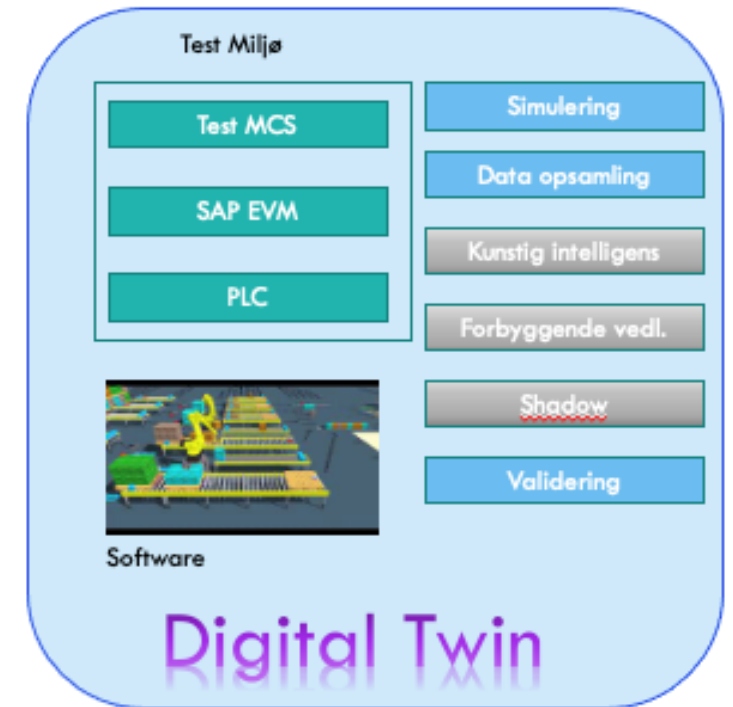 Test Miljø
Test MCS
SAP EVM
PLC
Simulering
Data opsamling
Kunstig intelligens
Forbyggende vedl.
Shadow
Validering
Software
Digital Twin